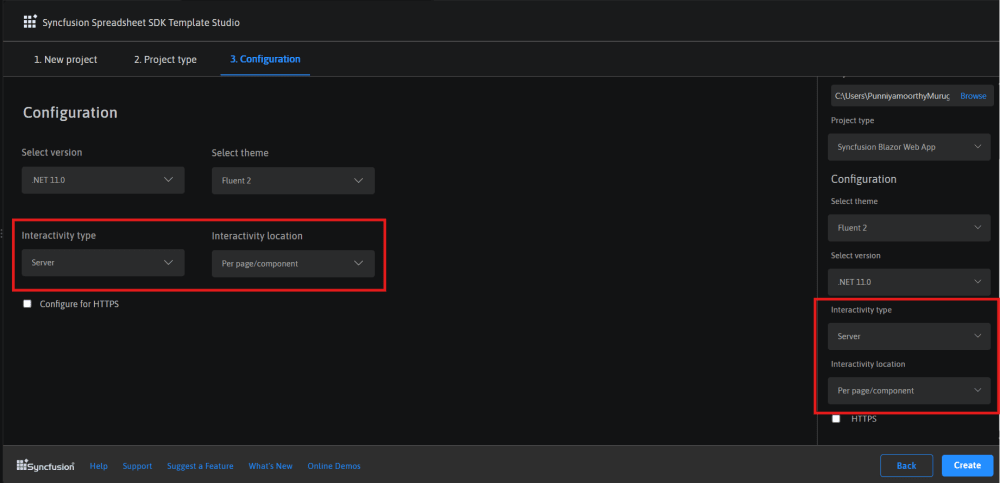 Syncfusion Spreadsheet SDK Template Studio
1. New project
2. Project type
3. Configuration
Configuration
Select version
Select theme
.NET 11.0
Fluent 2
Interactivity type
Interactivity location
Server
Per page/component
Configure for HTTPS
C:\Users\PunniyamoorthyMurug
Browse
Project type
Syncfusion Blazor Web App
Configuration
Select theme
Fluent 2
Select version
.NET 11.0
Interactivity type
Server
Interactivity location
Per page/component
HTTPS
Syncfusion
Help
Support
Suggest a Feature
What's New
Online Demos
Back
Create